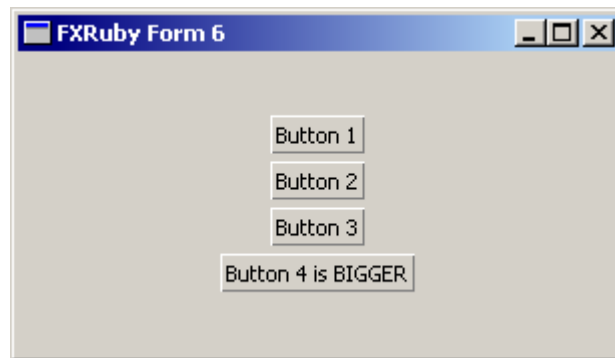 FXRuby Form 6
Button 1
Button 2
Button 3
Button 4 is BIGGER